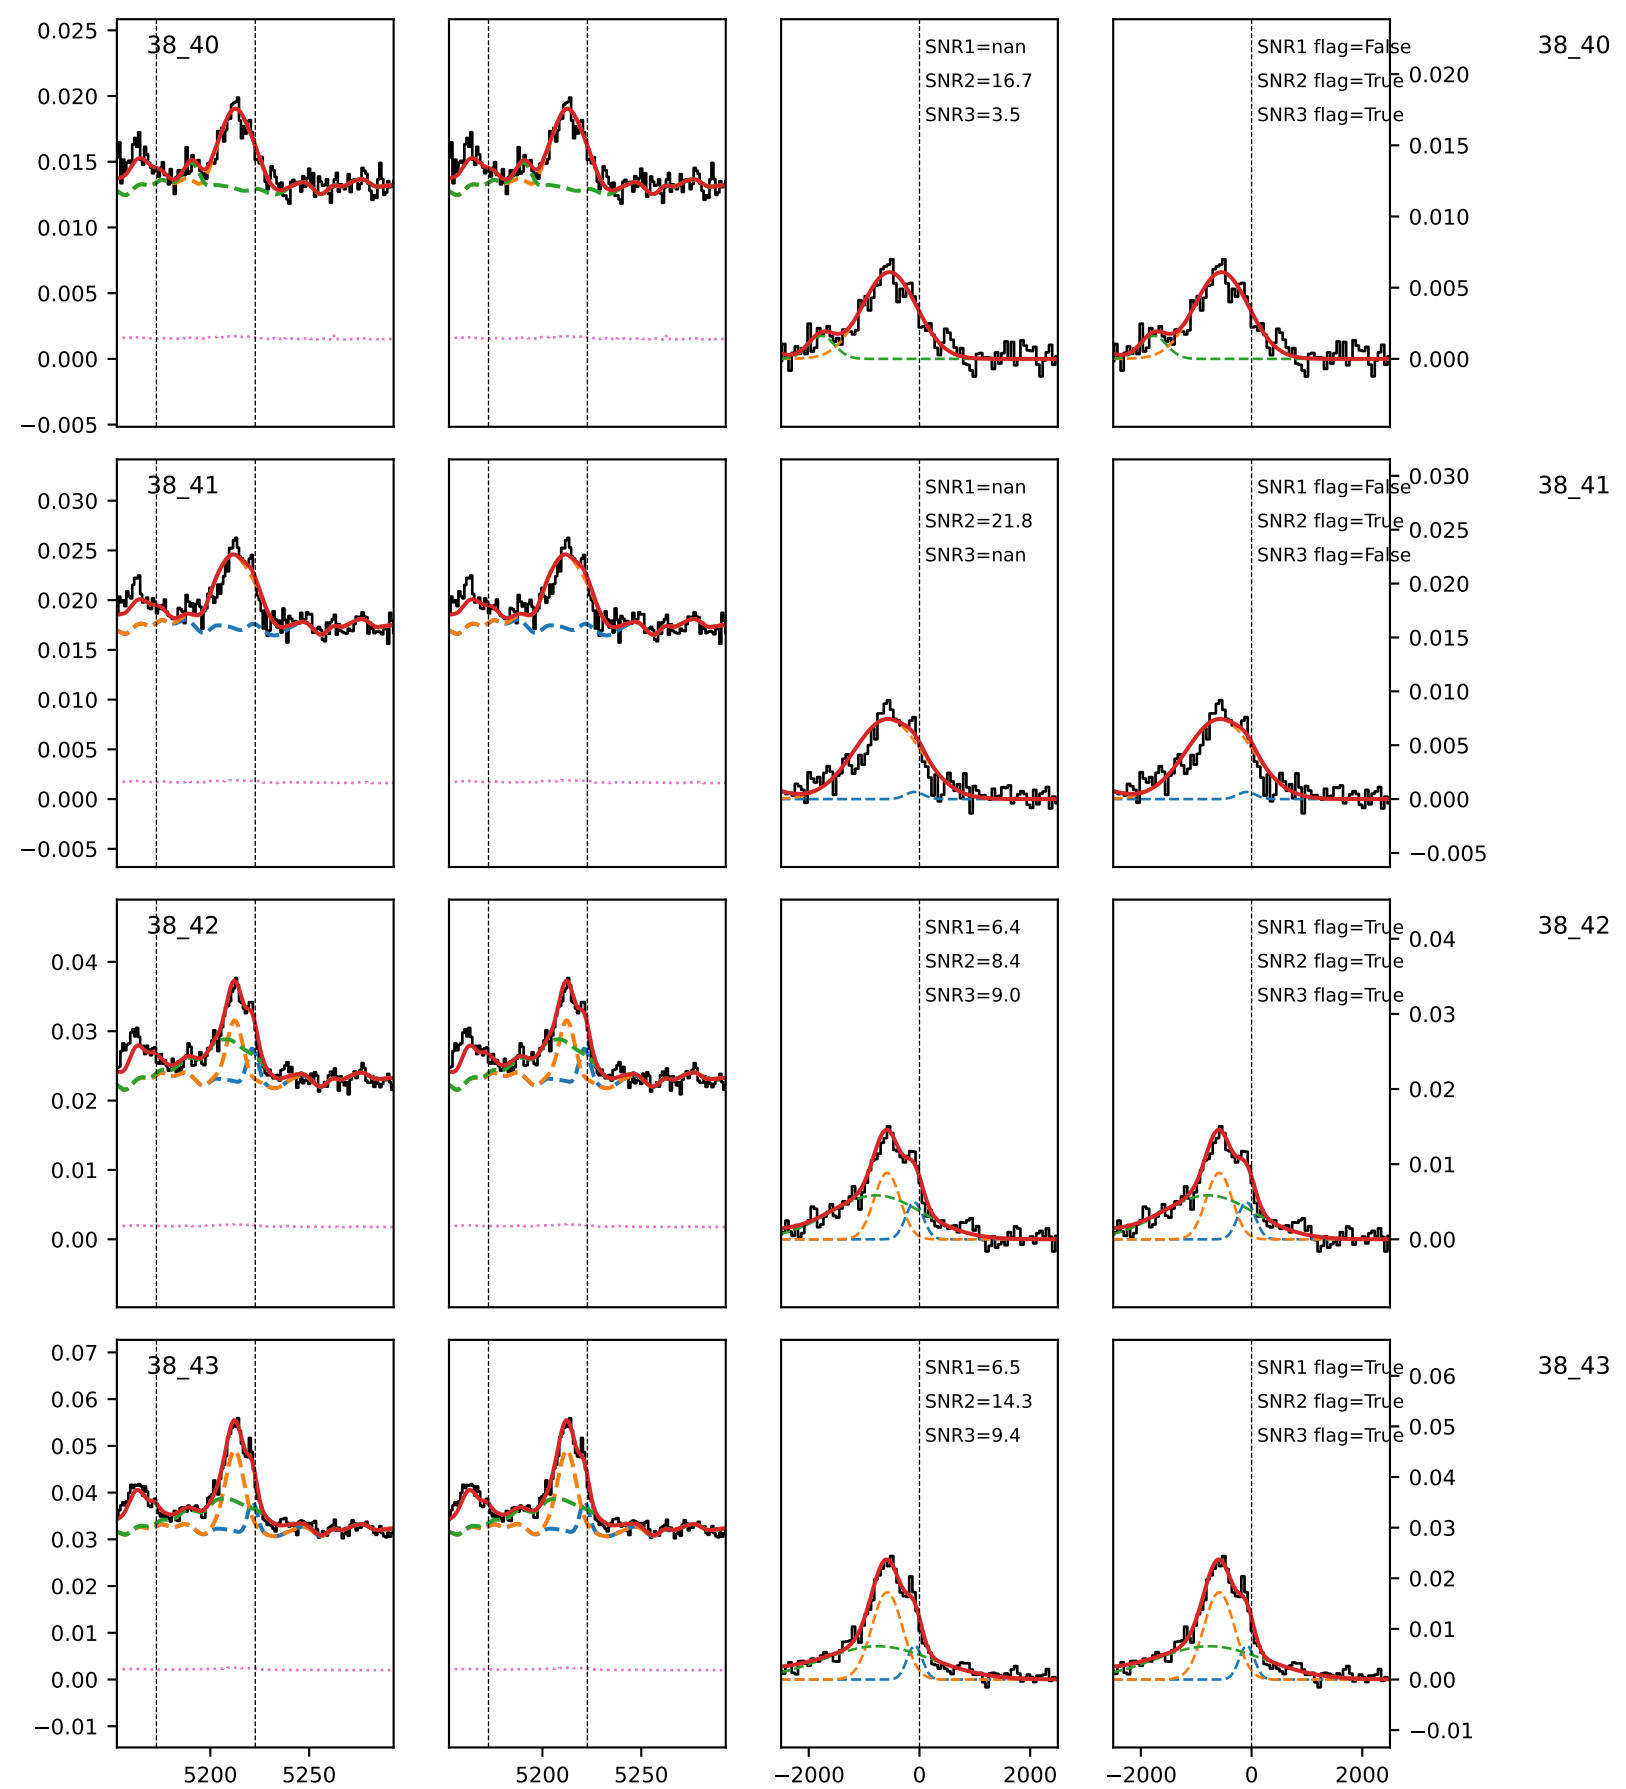 0.025
0.020
0.015
0.010
0.005
0.000
−0.005
38_40
SNR1=nan
SNR2=16.7
SNR3=3.5
SNR1 flag=False
SNR2 flag=True
SNR3 flag=True
0.020
0.015
0.010
0.005
0.000
38_40
0.030
0.025
0.020
0.015
0.010
0.005
0.000
−0.005
38_41
SNR1=nan
SNR2=21.8
SNR3=nan
SNR1 flag=False
SNR2 flag=True
SNR3 flag=False
0.030
0.025
0.020
0.015
0.010
0.005
0.000
−0.005
38_41
0.04
0.03
0.02
0.01
0.00
38_42
SNR1=6.4
SNR2=8.4
SNR3=9.0
SNR1 flag=True
SNR2 flag=True
SNR3 flag=True
0.04
0.03
0.02
0.01
0.00
38_42
0.07
0.06
0.05
0.04
0.03
0.02
0.01
0.00
−0.01
38_43
SNR1=6.5
SNR2=14.3
SNR3=9.4
SNR1 flag=True
SNR2 flag=True
SNR3 flag=True
0.06
0.05
0.04
0.03
0.02
0.01
0.00
−0.01
38_43
5200 5250 5200 5250 −2000 0 2000 −2000 0 2000